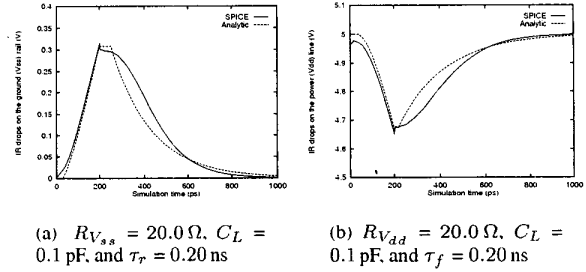 IR drops on the ground (Vss) rail (V)
0.4
0.35
0.3
0.25
0.2
0.15
0.1
0.05
0
0 200 400 600 800 1000
Simulation time (ps)
SPICE
Analytic
IR drops on the power (Vdd) line (V)
5.1
5
4.9
4.8
4.7
4.6
4.5
0 200 400 600 800 1000
Simulation time (ps)
SPICE
Analytic
(a) R_{V_{ss}} = 20.0 Ω, C_L =
0.1 pF, and τ_r = 0.20 ns
(b) R_{V_{dd}} = 20.0 Ω, C_L =
0.1 pF, and τ_f = 0.20 ns